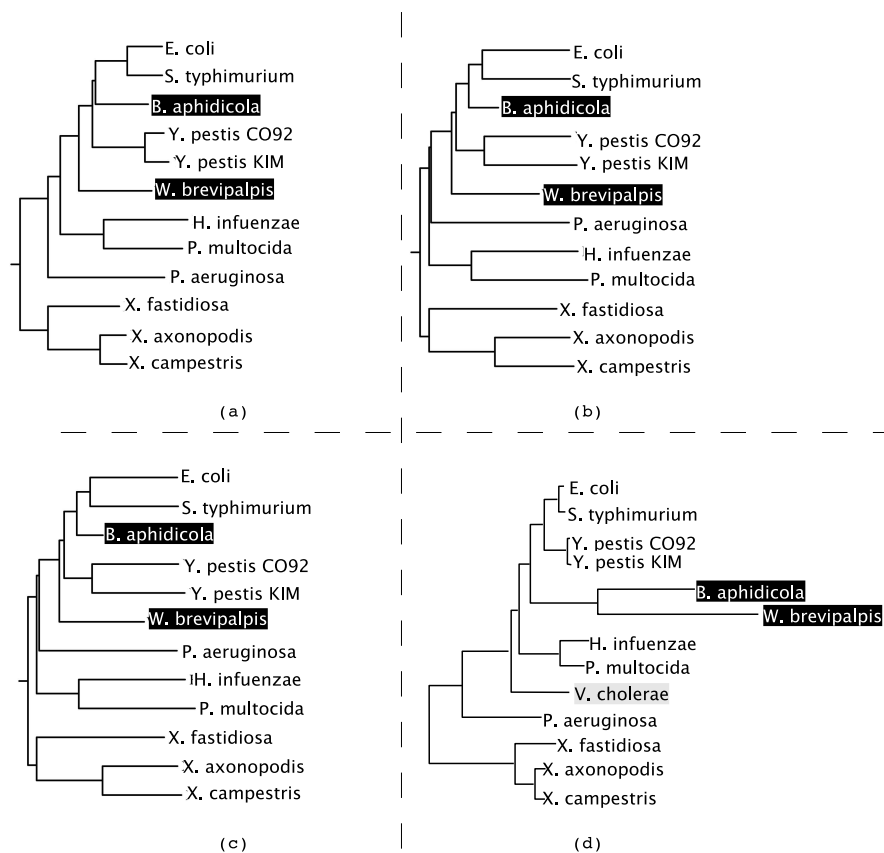 E. coli
S. typhimurium
B. aphidicola
Y. pestis CO92
Y. pestis KIM
W. brevipalpis
H. infuenzae
P. multocida
P. aeruginosa
X. fastidiosa
X. axonopodis
X. campestris
(a)
E. coli
S. typhimurium
B. aphidicola
Y. pestis CO92
Y. pestis KIM
W. brevipalpis
P. aeruginosa
H. infuenzae
P. multocida
X. fastidiosa
X. axonopodis
X. campestris
(b)
E. coli
S. typhimurium
B. aphidicola
Y. pestis CO92
Y. pestis KIM
W. brevipalpis
P. aeruginosa
H. infuenzae
P. multocida
X. fastidiosa
X. axonopodis
X. campestris
(c)
E. coli
S. typhimurium
Y. pestis CO92
Y. pestis KIM
B. aphidicola
W. brevipalpis
H. infuenzae
P. multocida
V. cholerae
P. aeruginosa
X. fastidiosa
X. axonopodis
X. campestris
(d)